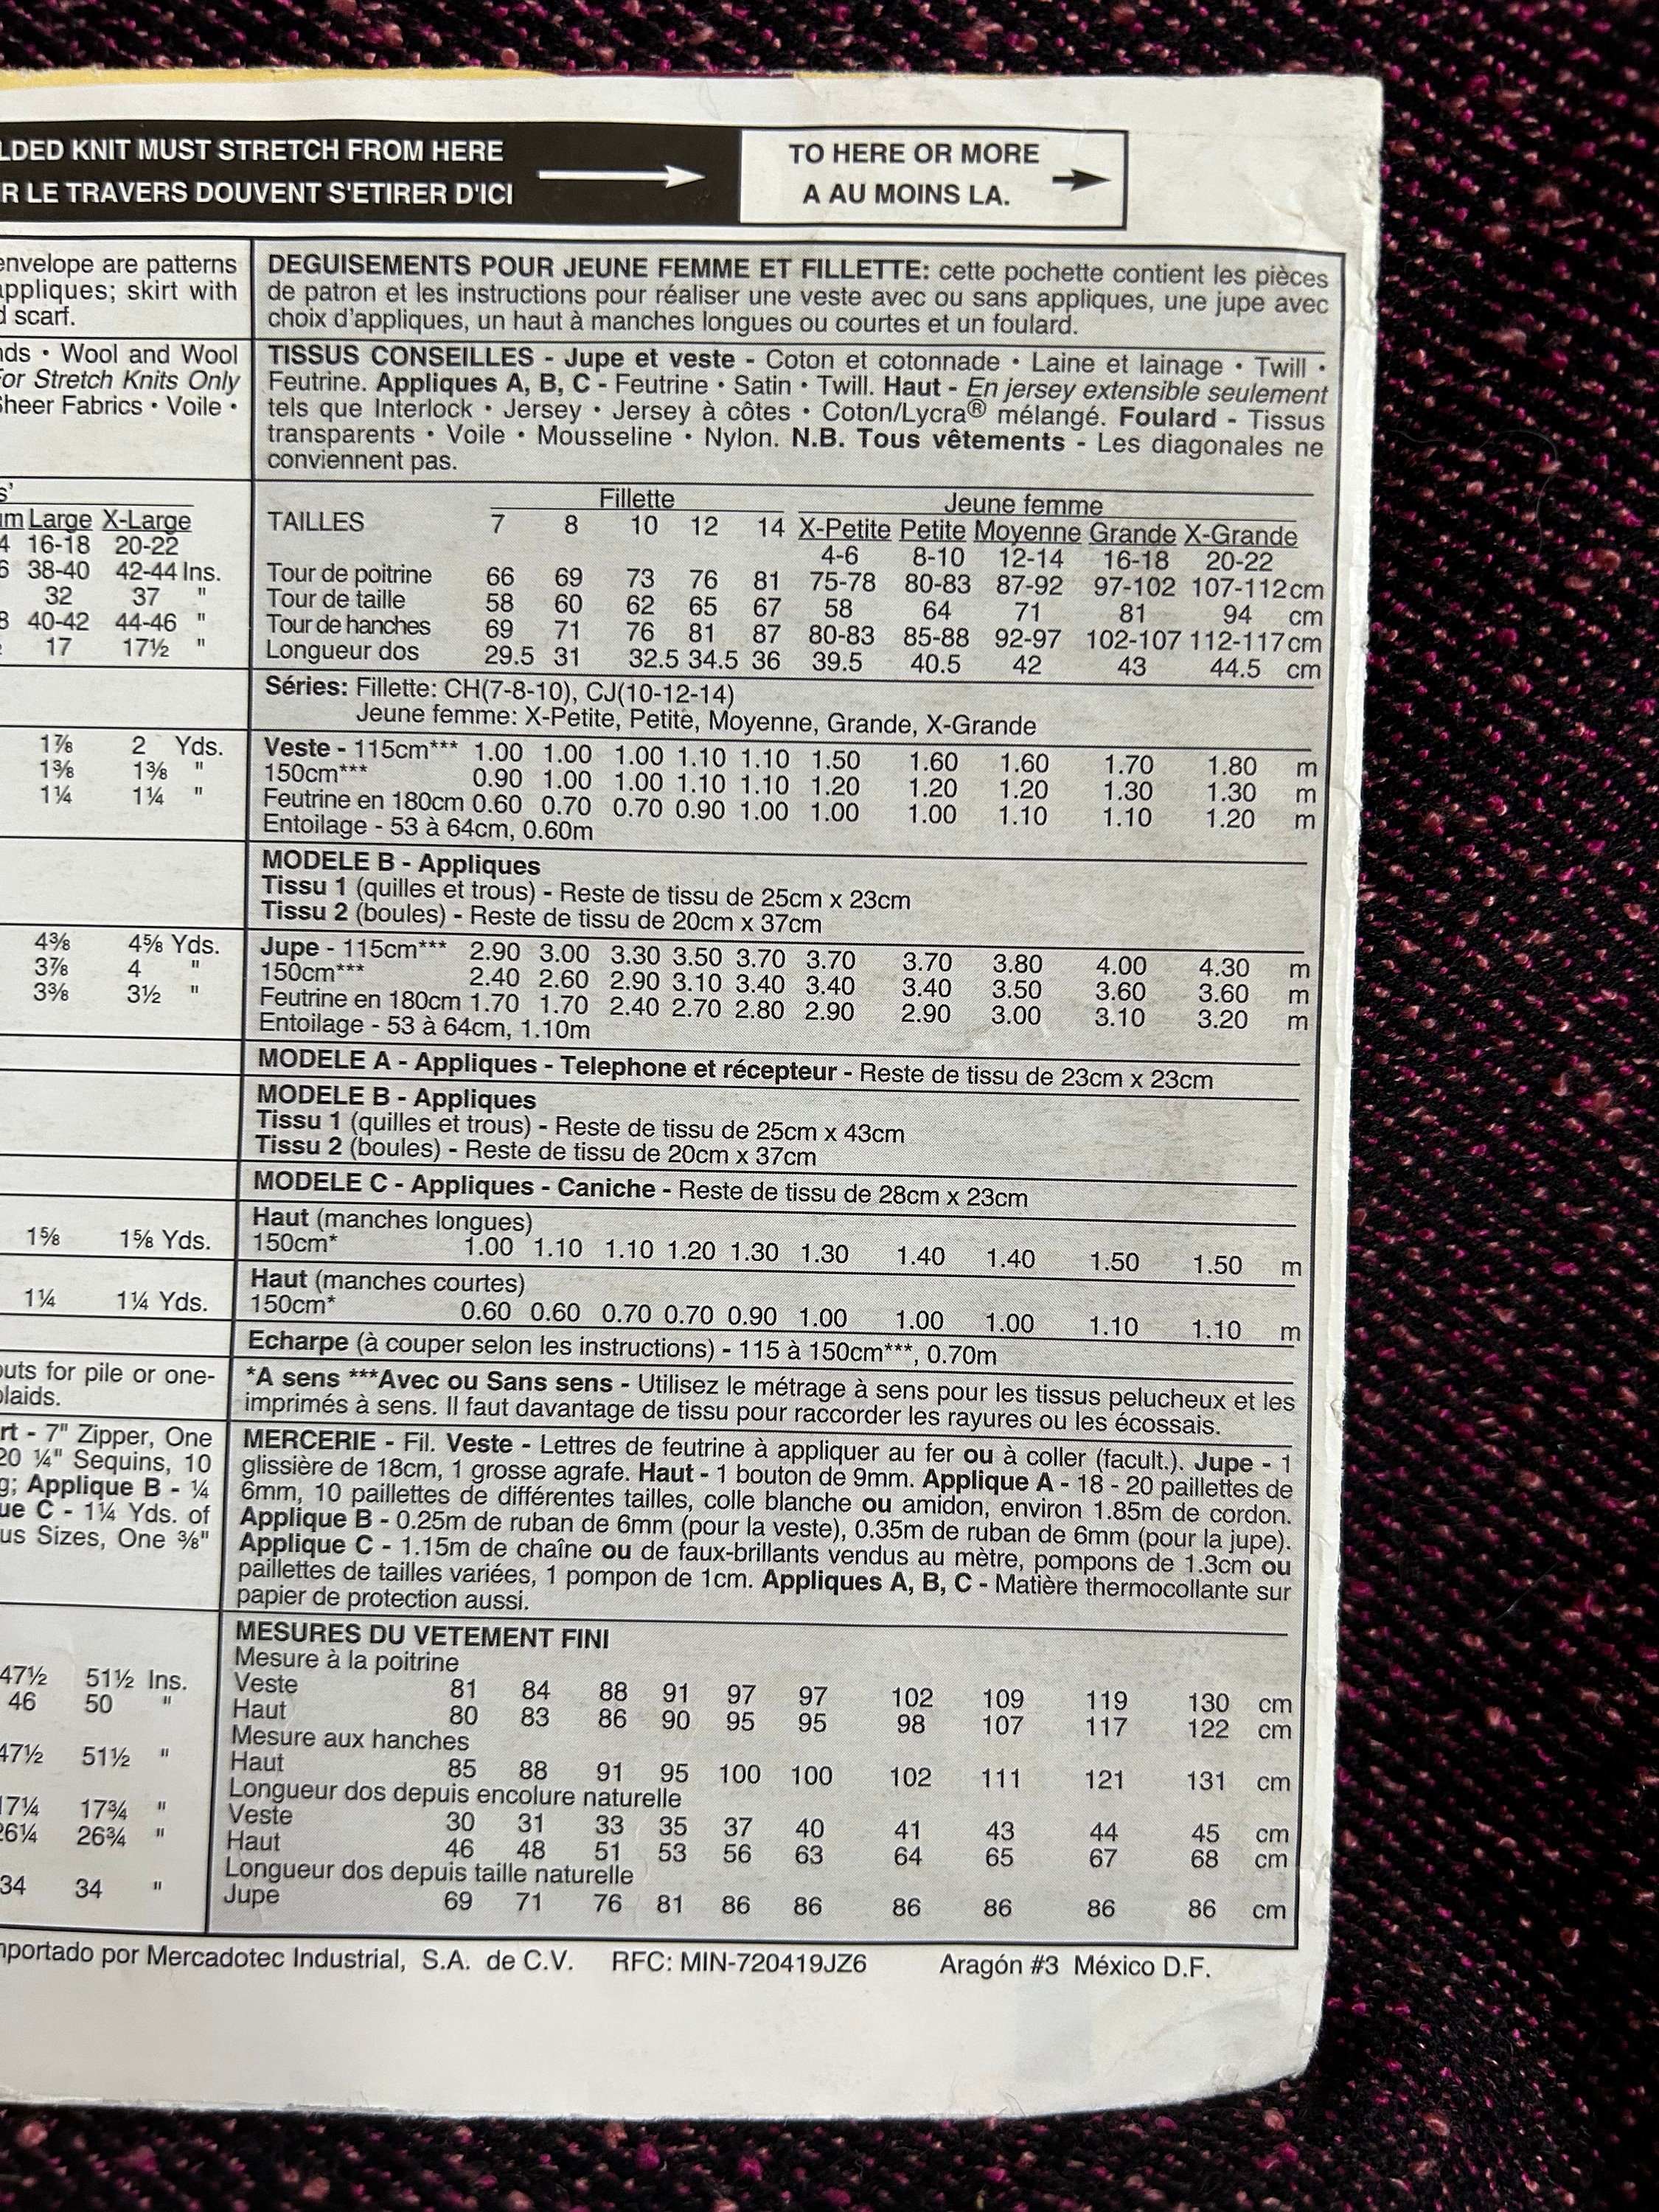 LDED KNIT MUST STRETCH FROM HERE
R LE TRAVERS DOUVENT S'ETIRER D'ICI
TO HERE OR MORE
A AU MOINS LA.
envelope are patterns
appliques; skirt with
d scarf.
nds • Wool and Wool
For Stretch Knits Only
Sheer Fabrics • Voile •
s'
m Large X-Large
4 16-18 20-22
6 38-40 42-44 Ins.
32 37 "
8 40-42 44-46 "
17 17½ "
1⅞ 2 Yds.
1⅜ 1⅜ "
1¼ 1¼ "
4⅜ 4⅝ Yds.
3⅞ 4 "
3⅜ 3½ "
1⅝ 1⅝ Yds.
1¼ 1¼ Yds.
outs for pile or one-
plaids.
rt - 7" Zipper, One
20 ¼" Sequins, 10
g; Applique B - ¼
ue C - 1¼ Yds. of
us Sizes, One ⅜"
47½ 51½ Ins.
46 50 "
47½ 51½ "
17¼ 17¾ "
26¼ 26¾ "
34 34 "
DEGUISEMENTS POUR JEUNE FEMME ET FILLETTE: cette pochette contient les pièces
de patron et les instructions pour réaliser une veste avec ou sans appliques, une jupe avec
choix d'appliques, un haut à manches longues ou courtes et un foulard.
TISSUS CONSEILLES - Jupe et veste - Coton et cotonnade • Laine et lainage • Twill •
Feutrine. Appliques A, B, C - Feutrine • Satin • Twill. Haut - En jersey extensible seulement
tels que Interlock • Jersey • Jersey à côtes • Coton/Lycra® mélangé. Foulard - Tissus
transparents • Voile • Mousseline • Nylon. N.B. Tous vêtements - Les diagonales ne
conviennent pas.
Fillette Jeune femme
TAILLES 7 8 10 12 14 X-Petite Petite Moyenne Grande X-Grande
4-6 8-10 12-14 16-18 20-22
Tour de poitrine 66 69 73 76 81 75-78 80-83 87-92 97-102 107-112 cm
Tour de taille 58 60 62 65 67 58 64 71 81 94 cm
Tour de hanches 69 71 76 81 87 80-83 85-88 92-97 102-107 112-117 cm
Longueur dos 29.5 31 32.5 34.5 36 39.5 40.5 42 43 44.5 cm
Séries: Fillette: CH(7-8-10), CJ(10-12-14)
Jeune femme: X-Petite, Petite, Moyenne, Grande, X-Grande
Veste - 115cm*** 1.00 1.00 1.00 1.10 1.10 1.50 1.60 1.60 1.70 1.80 m
150cm*** 0.90 1.00 1.00 1.10 1.10 1.20 1.20 1.20 1.30 1.30 m
Feutrine en 180cm 0.60 0.70 0.70 0.90 1.00 1.00 1.00 1.10 1.10 1.20 m
Entoilage - 53 à 64cm, 0.60m
MODELE B - Appliques
Tissu 1 (quilles et trous) - Reste de tissu de 25cm x 23cm
Tissu 2 (boules) - Reste de tissu de 20cm x 37cm
Jupe - 115cm*** 2.90 3.00 3.30 3.50 3.70 3.70 3.70 3.80 4.00 4.30 m
150cm*** 2.40 2.60 2.90 3.10 3.40 3.40 3.40 3.50 3.60 3.60 m
Feutrine en 180cm 1.70 1.70 2.40 2.70 2.80 2.90 2.90 3.00 3.10 3.20 m
Entoilage - 53 à 64cm, 1.10m
MODELE A - Appliques - Telephone et récepteur - Reste de tissu de 23cm x 23cm
MODELE B - Appliques
Tissu 1 (quilles et trous) - Reste de tissu de 25cm x 43cm
Tissu 2 (boules) - Reste de tissu de 20cm x 37cm
MODELE C - Appliques - Caniche - Reste de tissu de 28cm x 23cm
Haut (manches longues)
150cm* 1.00 1.10 1.10 1.20 1.30 1.30 1.40 1.40 1.50 1.50 m
Haut (manches courtes)
150cm* 0.60 0.60 0.70 0.70 0.90 1.00 1.00 1.00 1.10 1.10 m
Echarpe (à couper selon les instructions) - 115 à 150cm***, 0.70m
*A sens ***Avec ou Sans sens - Utilisez le métrage à sens pour les tissus pelucheux et les
imprimés à sens. Il faut davantage de tissu pour raccorder les rayures ou les écossais.
MERCERIE - Fil. Veste - Lettres de feutrine à appliquer au fer ou à coller (facult.). Jupe - 1
glissière de 18cm, 1 grosse agrafe. Haut - 1 bouton de 9mm. Applique A - 18 - 20 paillettes de
6mm, 10 paillettes de différentes tailles, colle blanche ou amidon, environ 1.85m de cordon.
Applique B - 0.25m de ruban de 6mm (pour la veste), 0.35m de ruban de 6mm (pour la jupe).
Applique C - 1.15m de chaîne ou de faux-brillants vendus au mètre, pompons de 1.3cm ou
paillettes de tailles variées, 1 pompon de 1cm. Appliques A, B, C - Matière thermocollante sur
papier de protection aussi.
MESURES DU VETEMENT FINI
Mesure à la poitrine
Veste 81 84 88 91 97 97 102 109 119 130 cm
Haut 80 83 86 90 95 95 98 107 117 122 cm
Mesure aux hanches
Haut 85 88 91 95 100 100 102 111 121 131 cm
Longueur dos depuis encolure naturelle
Veste 30 31 33 35 37 40 41 43 44 45 cm
Haut 46 48 51 53 56 63 64 65 67 68 cm
Longueur dos depuis taille naturelle
Jupe 69 71 76 81 86 86 86 86 86 86 cm
mportado por Mercadotec Industrial, S.A. de C.V. RFC: MIN-720419JZ6 Aragón #3 México D.F.